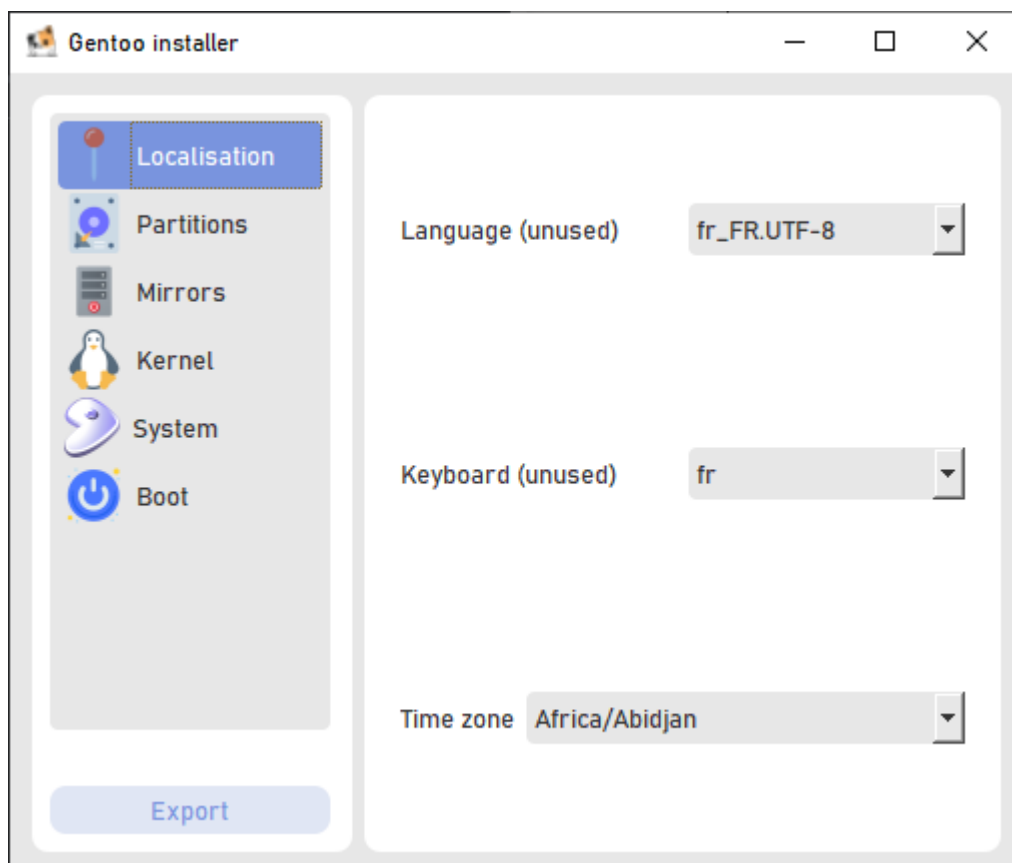 Gentoo installer
Localisation
Partitions
Mirrors
Kernel
System
Boot
Export
Language (unused) fr_FR.UTF-8
Keyboard (unused) fr
Time zone Africa/Abidjan